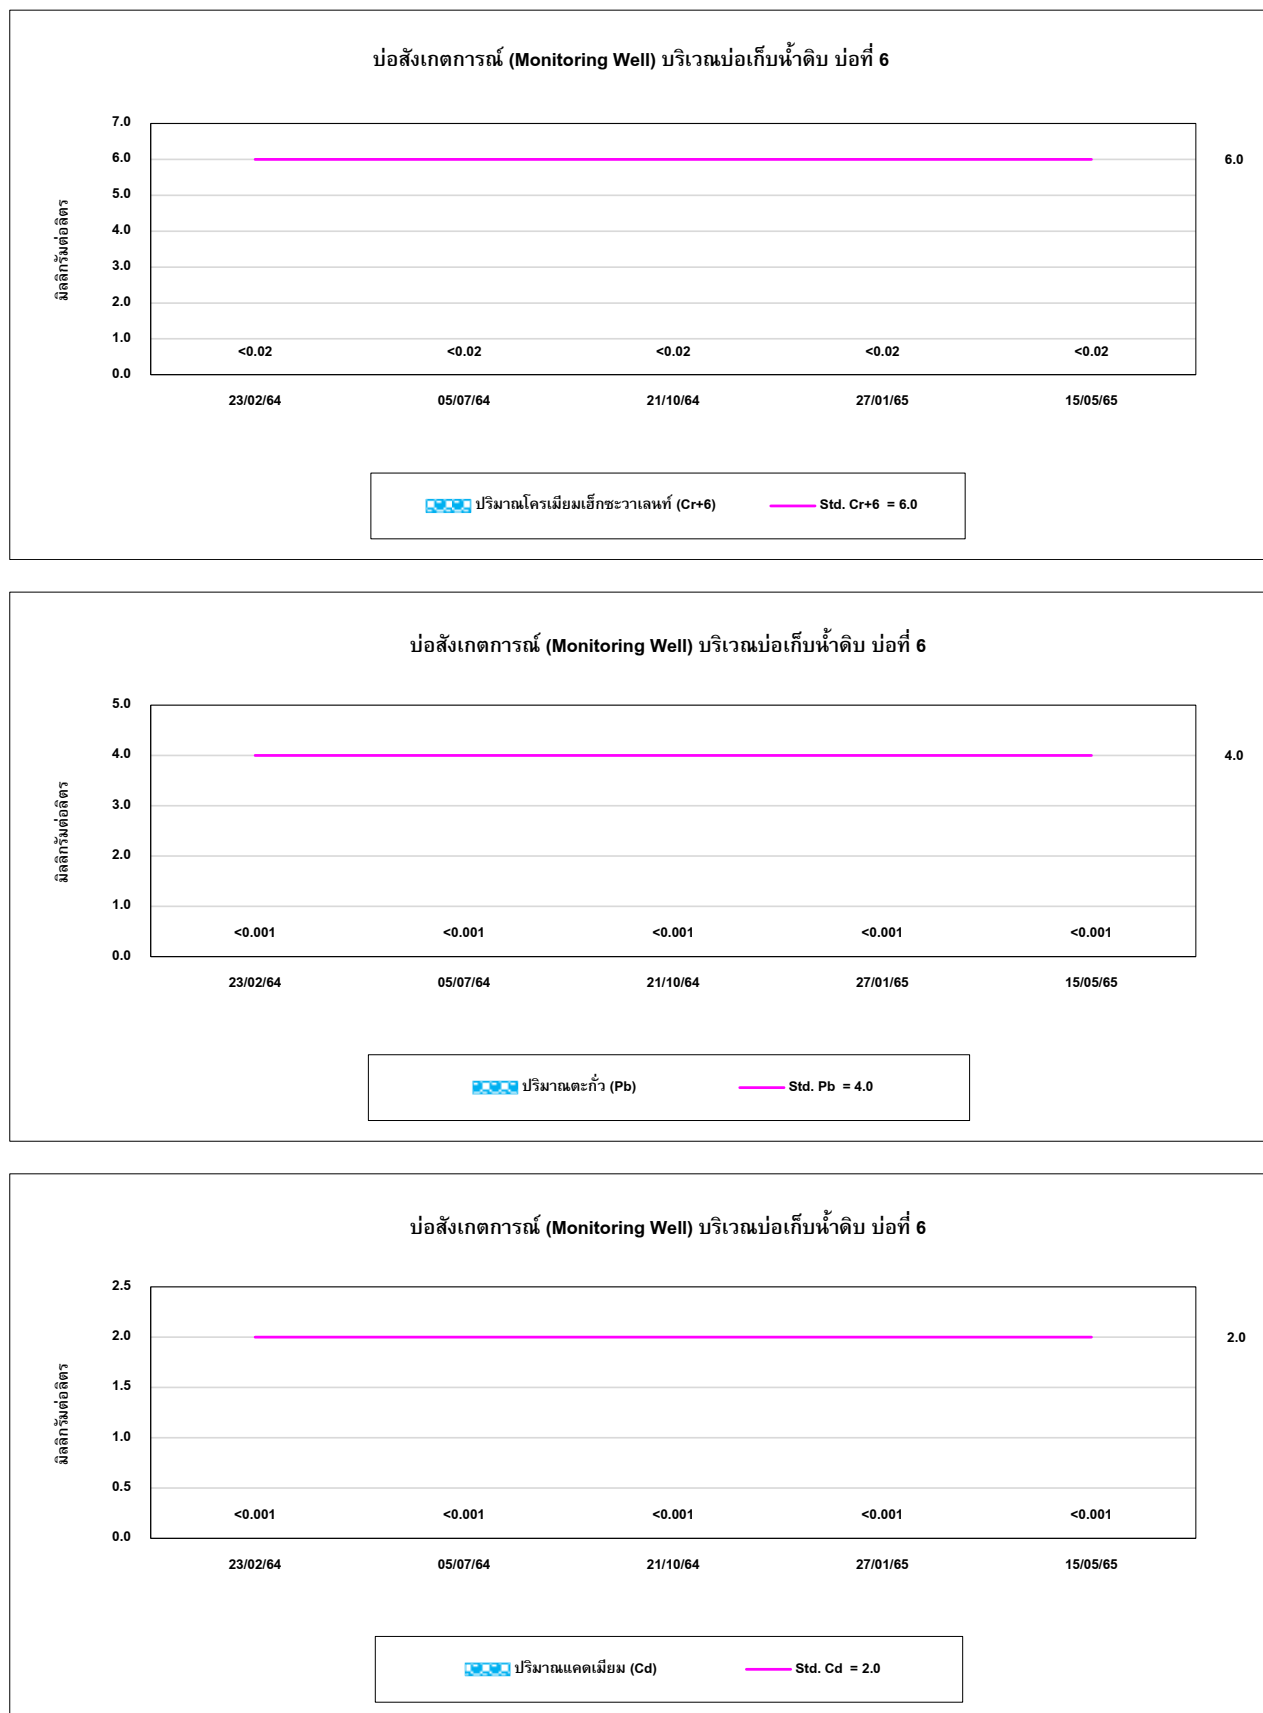 บ่อสังเกตการณ์ (Monitoring Well) บริเวณบ่อเก็บน้ำดิบ บ่อที่ 6
มิลลิกรัมต่อลิตร
7.0
6.0
5.0
4.0
3.0
2.0
1.0
0.0
6.0
<0.02 <0.02 <0.02 <0.02 <0.02
23/02/64 05/07/64 21/10/64 27/01/65 15/05/65
ปริมาณโครเมียมเฮ็กซะวาเลนท์ (Cr+6) Std. Cr+6 = 6.0
บ่อสังเกตการณ์ (Monitoring Well) บริเวณบ่อเก็บน้ำดิบ บ่อที่ 6
มิลลิกรัมต่อลิตร
5.0
4.0
3.0
2.0
1.0
0.0
4.0
<0.001 <0.001 <0.001 <0.001 <0.001
23/02/64 05/07/64 21/10/64 27/01/65 15/05/65
ปริมาณตะกั่ว (Pb) Std. Pb = 4.0
บ่อสังเกตการณ์ (Monitoring Well) บริเวณบ่อเก็บน้ำดิบ บ่อที่ 6
มิลลิกรัมต่อลิตร
2.5
2.0
1.5
1.0
0.5
0.0
2.0
<0.001 <0.001 <0.001 <0.001 <0.001
23/02/64 05/07/64 21/10/64 27/01/65 15/05/65
ปริมาณแคดเมียม (Cd) Std. Cd = 2.0